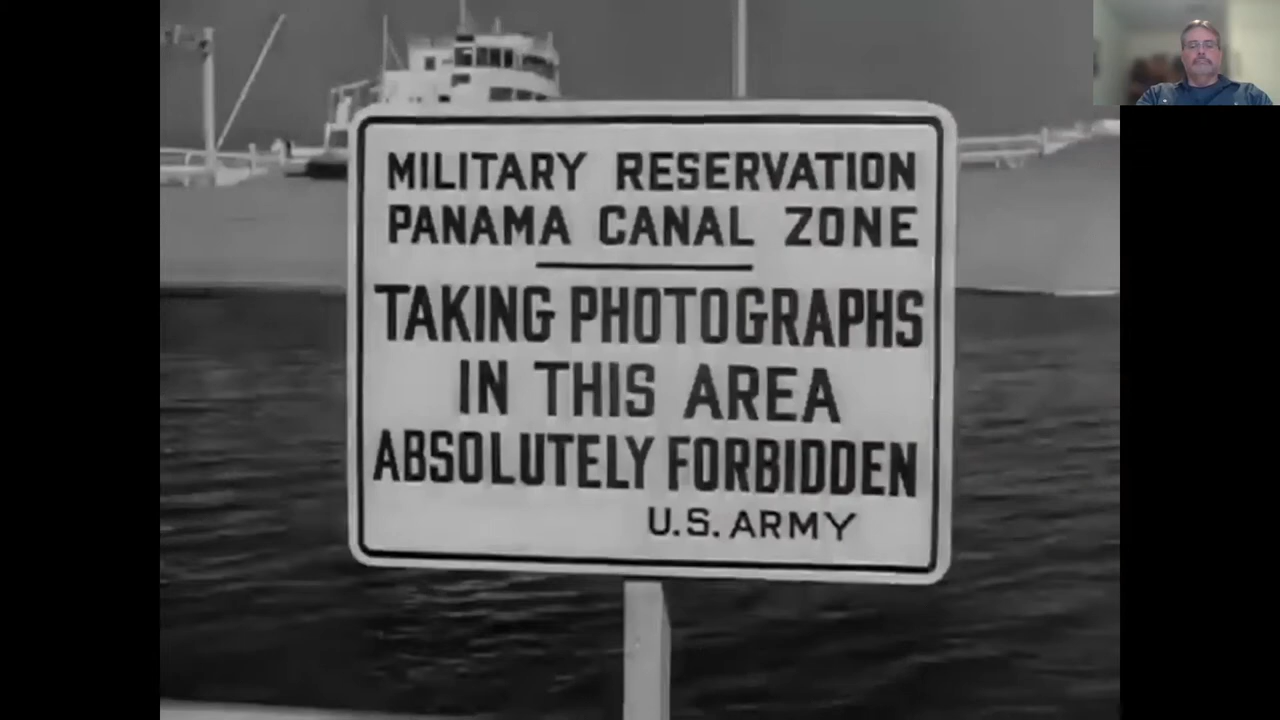 MILITARY RESERVATION
PANAMA CANAL ZONE
TAKING PHOTOGRAPHS
IN THIS AREA
ABSOLUTELY FORBIDDEN
U.S. ARMY